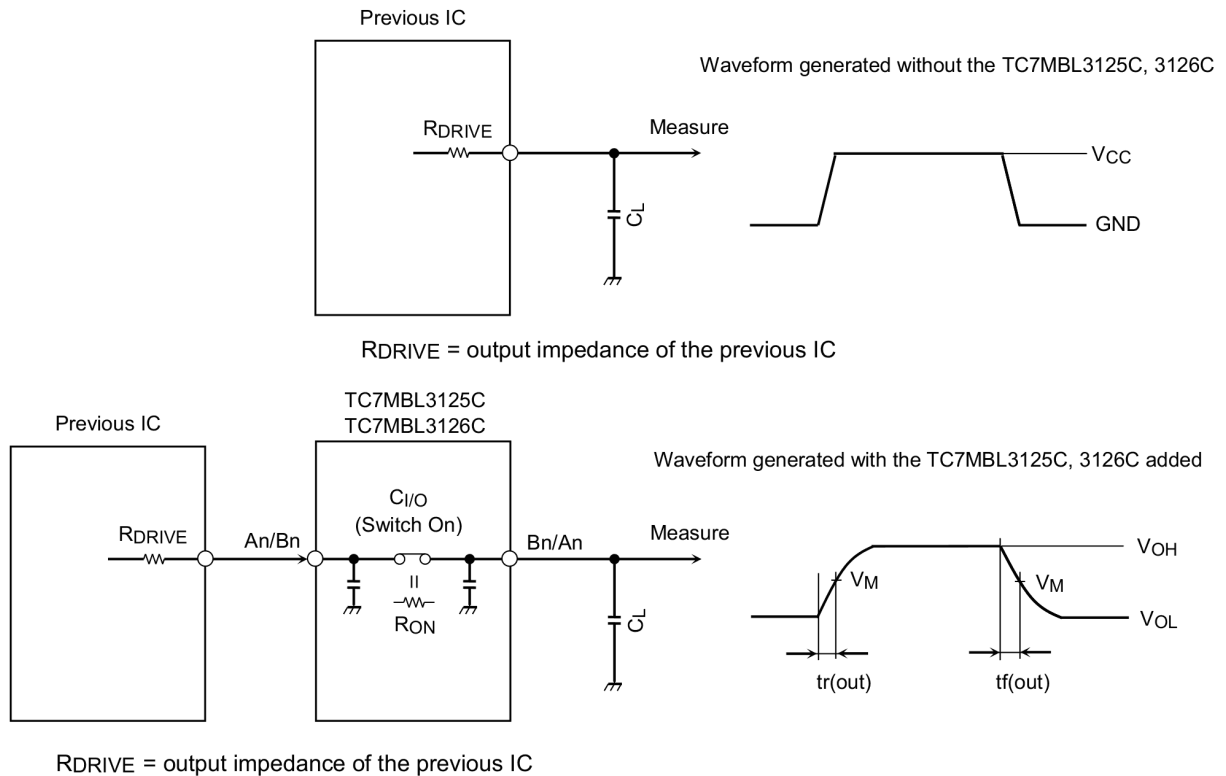 Previous IC
Waveform generated without the TC7MBL3125C, 3126C
RDRIVE
Measure
VCC
CL
GND
RDRIVE = output impedance of the previous IC
TC7MBL3125C
TC7MBL3126C
Previous IC
Waveform generated with the TC7MBL3125C, 3126C added
CI/O
(Switch On)
RDRIVE
An/Bn
Bn/An
Measure
VOH
VM
VM
=
RON
CL
VOL
tr(out)
tf(out)
RDRIVE = output impedance of the previous IC